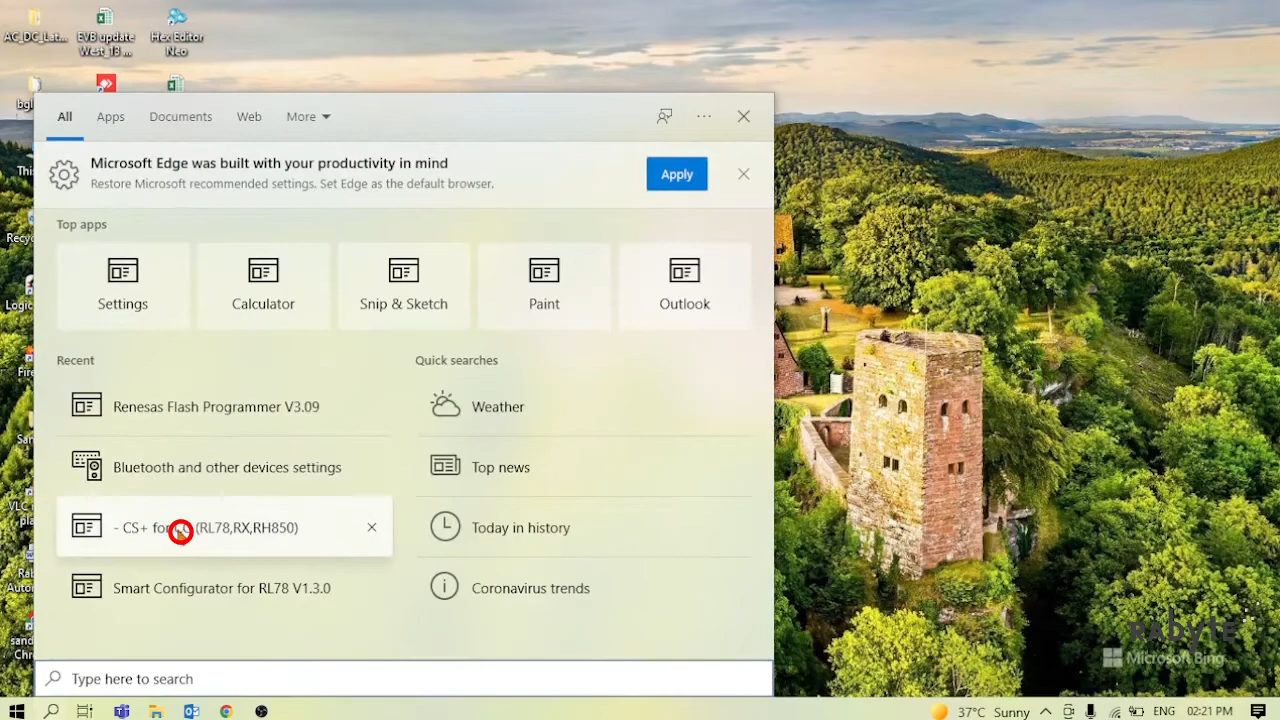 AC_DC_Lat...
EVB update
West_13 ...
Hex Editor
Neo
All
Apps
Documents
Web
More
Microsoft Edge was built with your productivity in mind
Restore Microsoft recommended settings. Set Edge as the default browser.
Apply
Top apps
Settings
Calculator
Snip & Sketch
Paint
Outlook
Recent
Renesas Flash Programmer V3.09
Bluetooth and other devices settings
- CS+ for CC (RL78,RX,RH850)
Smart Configurator for RL78 V1.3.0
Quick searches
Weather
Top news
Today in history
Coronavirus trends
RAbyte
Microsoft Bing
Type here to search
37°C Sunny
ENG
02:21 PM